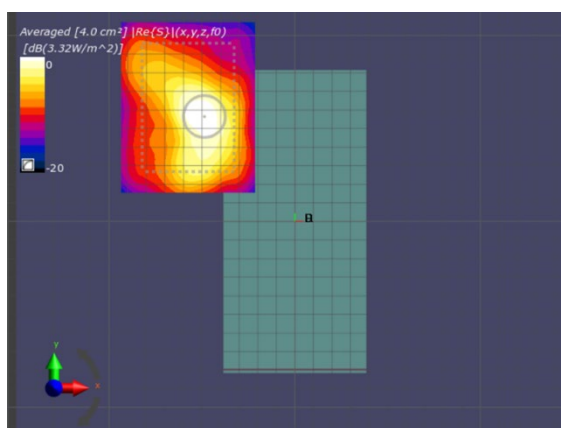 Averaged [4.0 cm²] |Re{S}|(x,y,z,f0)
[dB(3.32W/m^2)]
0
-20
y
x